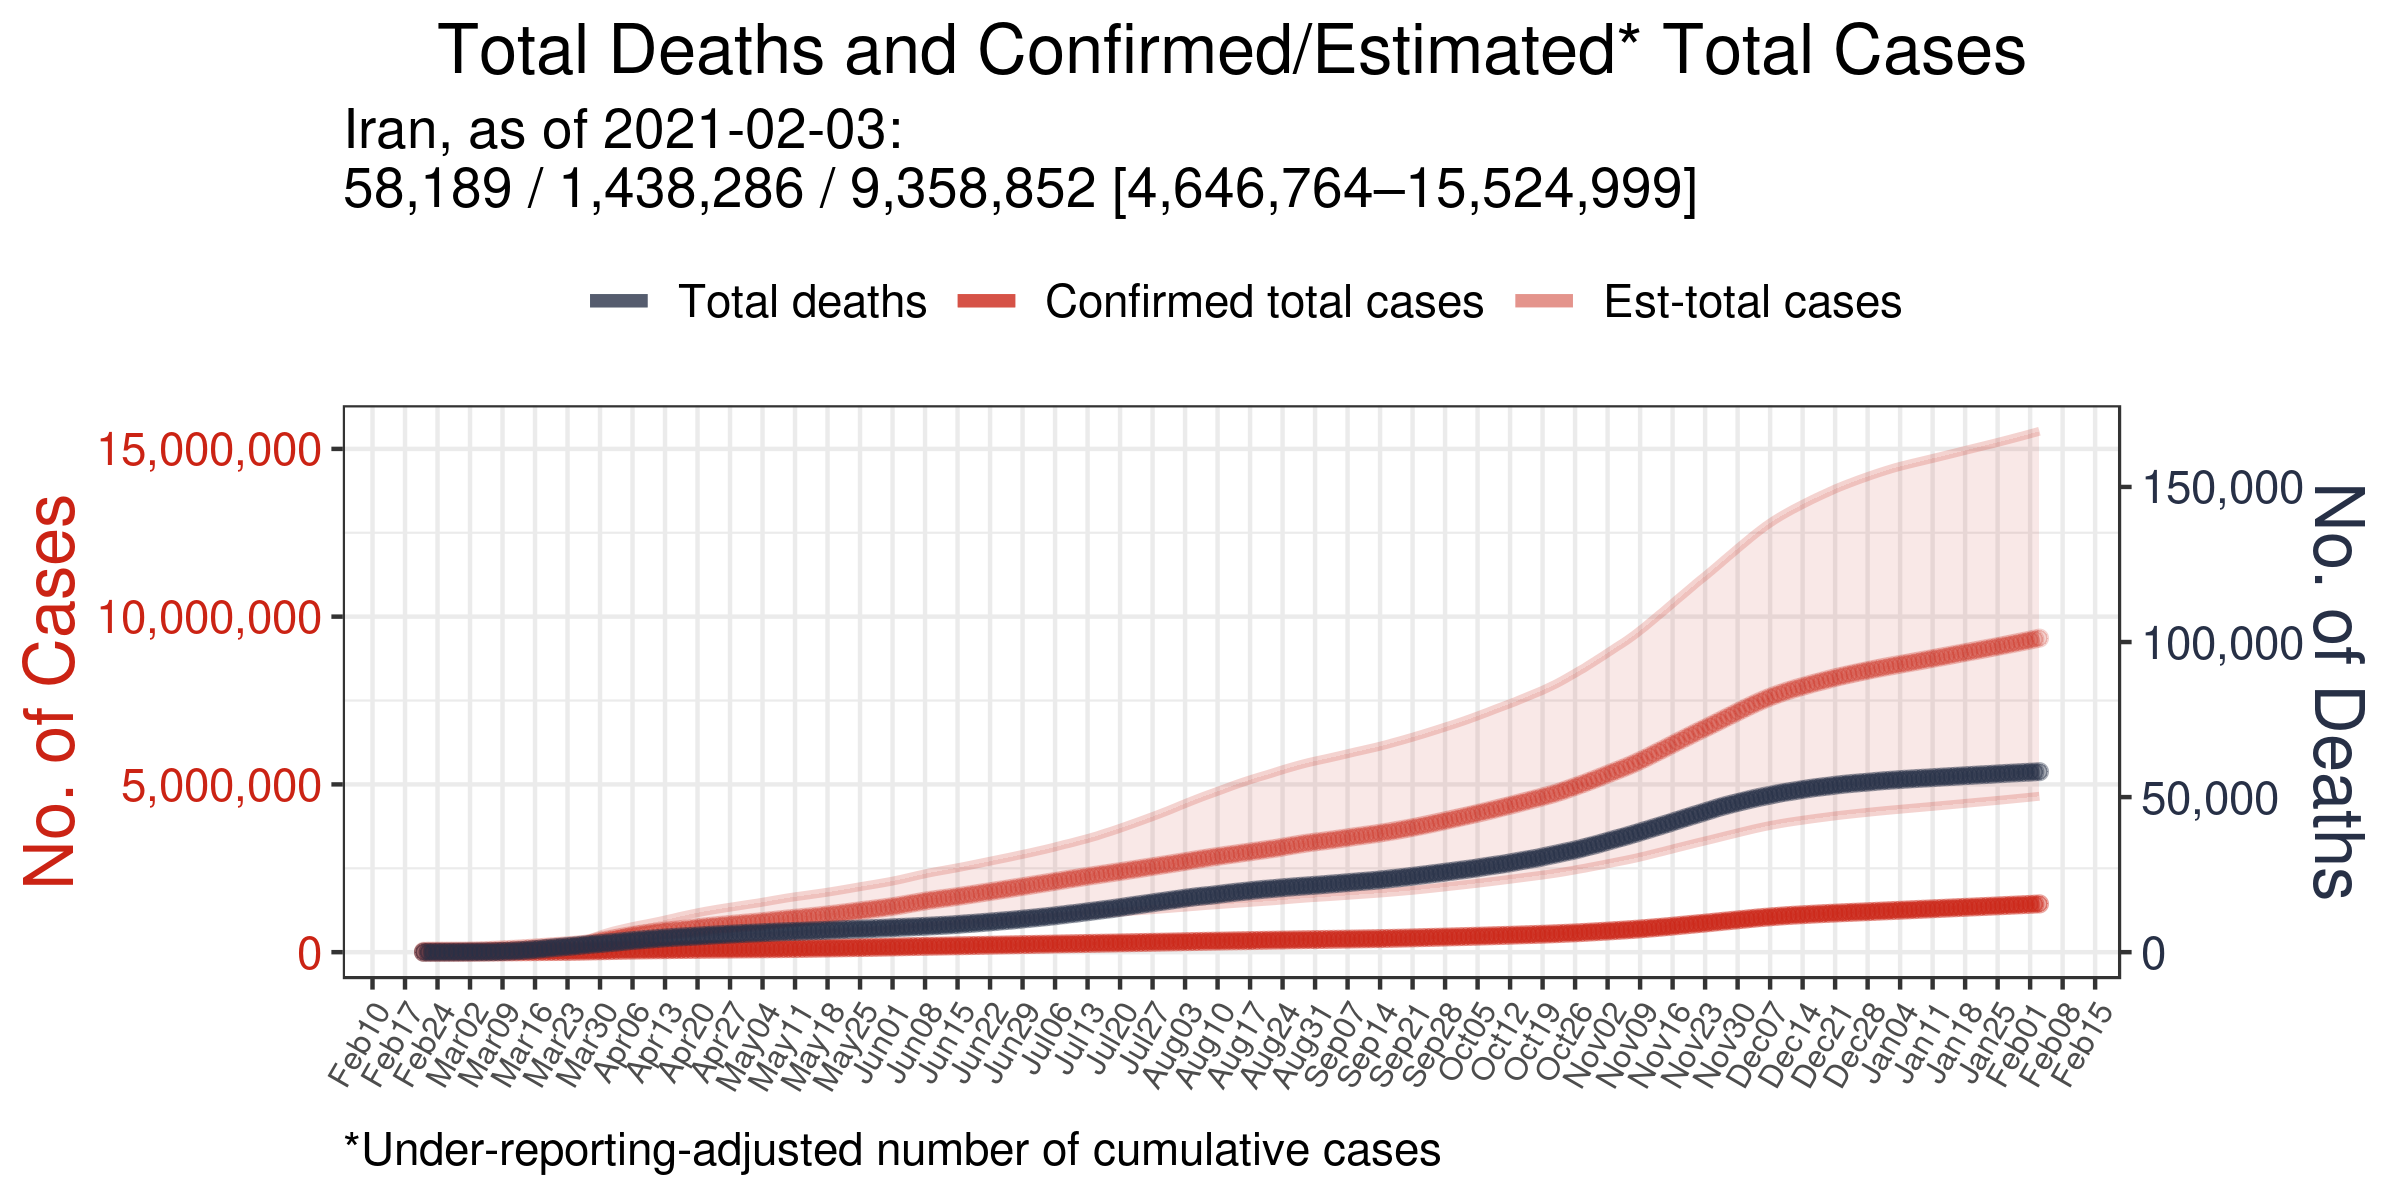 Total Deaths and Confirmed/Estimated* Total Cases
Iran, as of 2021-02-03:
58,189 / 1,438,286 / 9,358,852 [4,646,764–15,524,999]
Total deaths
Confirmed total cases
Est-total cases
No. of Cases
15,000,000
10,000,000
5,000,000
0
150,000
100,000
50,000
0
No. of Deaths
Feb10
Feb17
Feb24
Mar02
Mar09
Mar16
Mar23
Mar30
Apr06
Apr13
Apr20
Apr27
May04
May11
May18
May25
Jun01
Jun08
Jun15
Jun22
Jun29
Jul06
Jul13
Jul20
Jul27
Aug03
Aug10
Aug17
Aug24
Aug31
Sep07
Sep14
Sep21
Sep28
Oct05
Oct12
Oct19
Oct26
Nov02
Nov09
Nov16
Nov23
Nov30
Dec07
Dec14
Dec21
Dec28
Jan04
Jan11
Jan18
Jan25
Feb01
Feb08
Feb15
*Under-reporting-adjusted number of cumulative cases